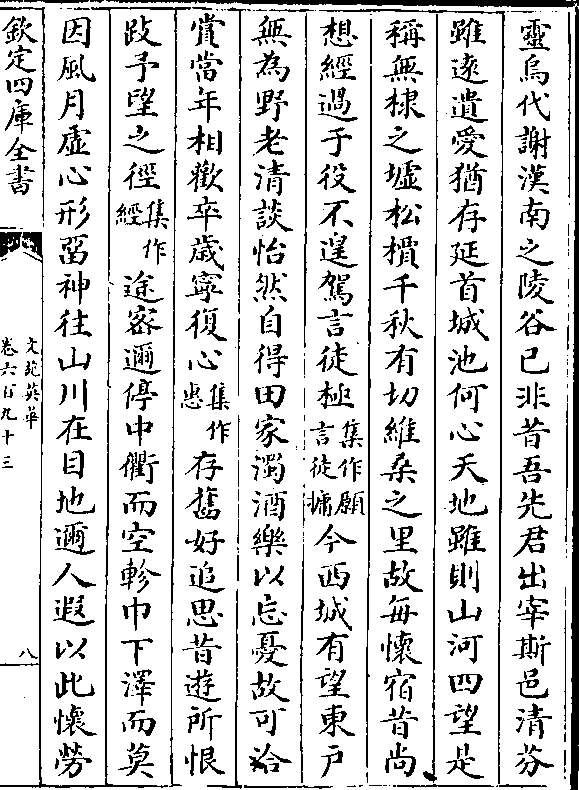 靈烏代謝漢南之陵谷已非昔吾先君出宰斯邑清芬
雖遠遺愛猶存延首城池何心天地雖則山河四望是
稱無棣之墟松檟千秋有切維桑之里故每懷宿昔尚
想經過于役不遑駕言徒極集作願言徒擁今西城有望東戸
無為野老清談怡然自得田家濁酒樂以忘憂故可洽
賞當年相歡卒歲寧復心集作悉存舊好追思昔遊所恨
跂予望之徑集作經途密邇停中衢而空軫巾下澤而莫
因風月虛心形留神往山川在目地邇人遐以此懷勞
欽定四庫全書
文苑英華
卷六百九十三
八